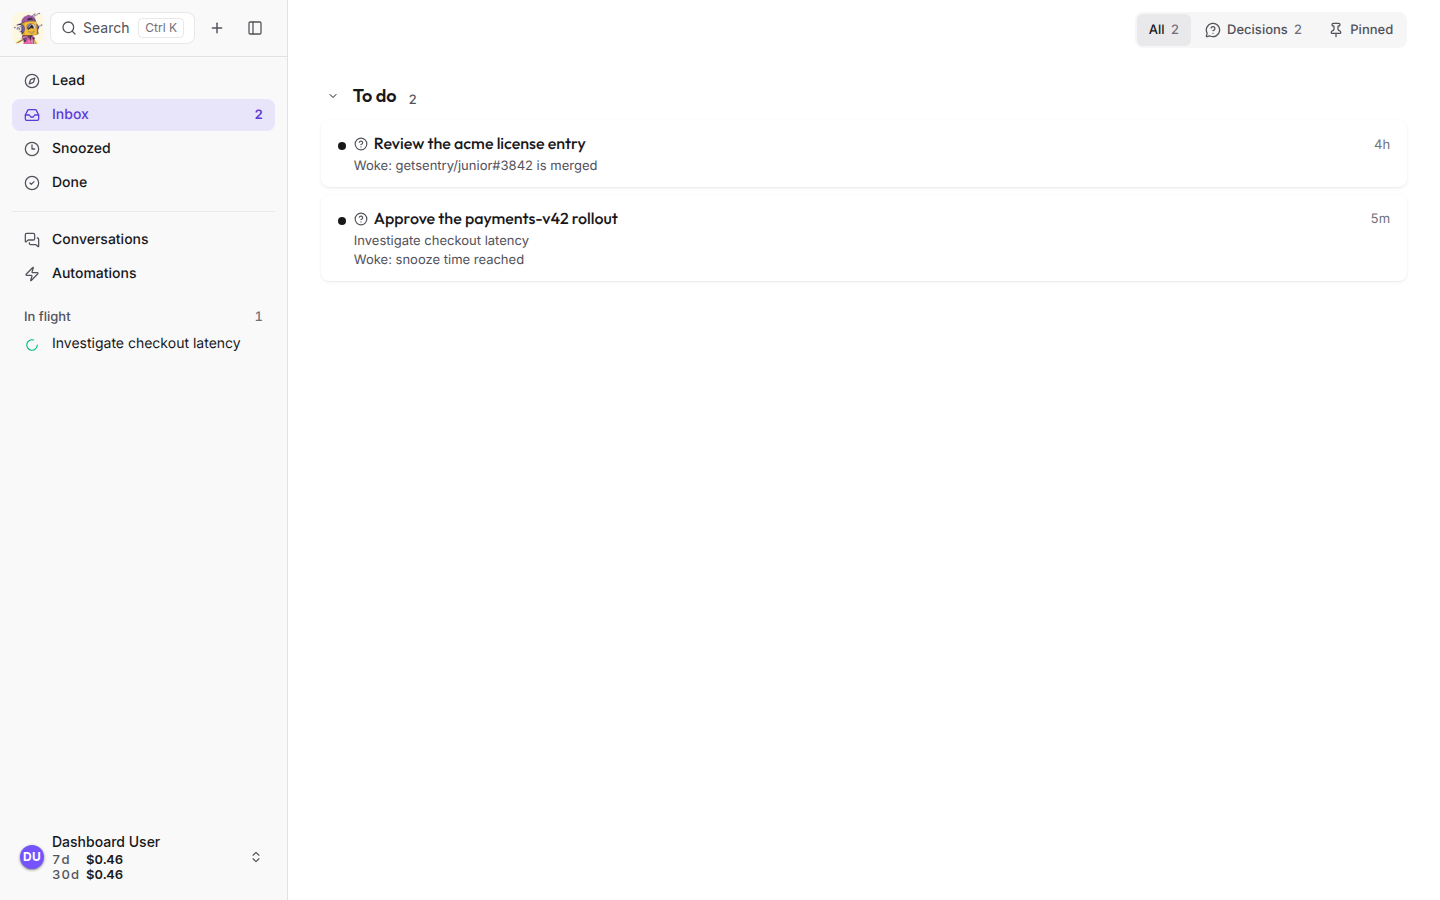 Search Ctrl K
Lead
Inbox 2
Snoozed
Done
Conversations
Automations
In flight 1
Investigate checkout latency
DU
Dashboard User
7d $0.46
30d $0.46
All 2 Decisions 2 Pinned
To do 2
Review the acme license entry 4h
Woke: getsentry/junior#3842 is merged
Approve the payments-v42 rollout 5m
Investigate checkout latency
Woke: snooze time reached